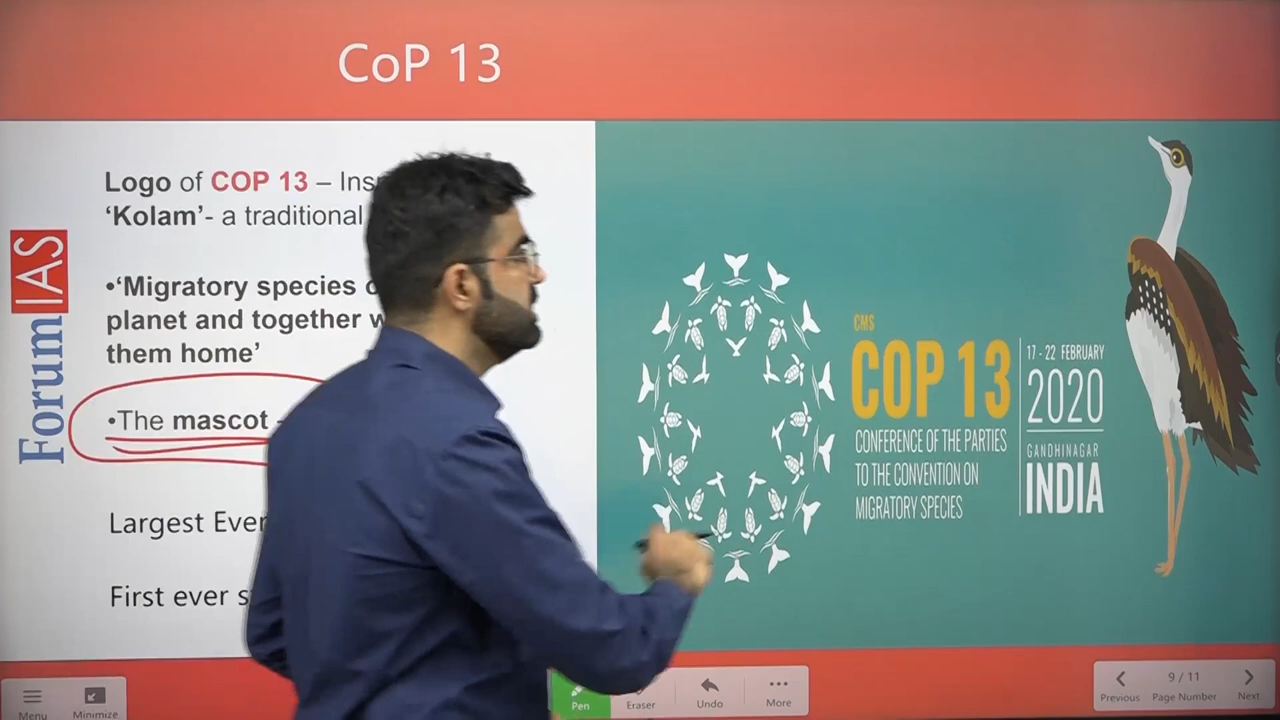 CoP 13
Logo of COP 13 – Ins
‘Kolam’- a traditional
•‘Migratory species
planet and together
them home’
•The mascot -
Largest Even
First ever s
Forum IAS
CMS
COP 13
CONFERENCE OF THE PARTIES
TO THE CONVENTION ON
MIGRATORY SPECIES
17 - 22 FEBRUARY
2020
GANDHINAGAR
INDIA
Menu
Minimize
Pen
Eraser
Undo
More
Previous
9 / 11
Page Number
Next